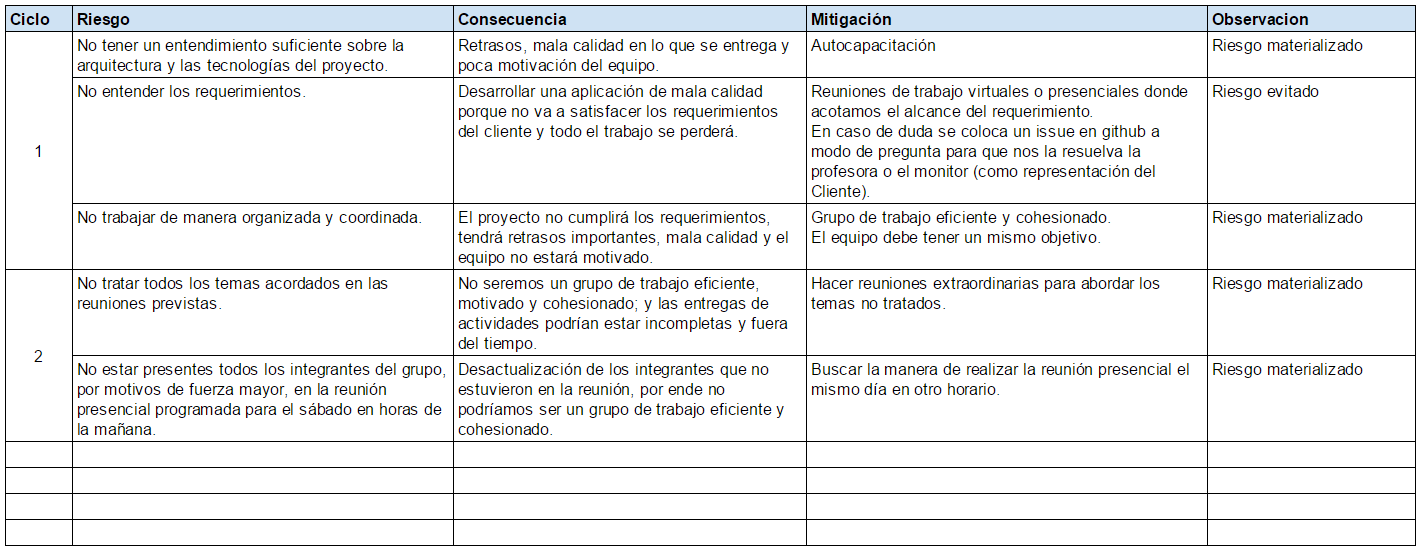 Ciclo Riesgo Consecuencia Mitigación Observacion
1
No tener un entendimiento suficiente sobre la
arquitectura y las tecnologías del proyecto.
Retrasos, mala calidad en lo que se entrega y
poca motivación del equipo.
Autocapacitación
Riesgo materializado
No entender los requerimientos.
Desarrollar una aplicación de mala calidad
porque no va a satisfacer los requerimientos
del cliente y todo el trabajo se perderá.
Reuniones de trabajo virtuales o presenciales donde
acotamos el alcance del requerimiento.
En caso de duda se coloca un issue en github a
modo de pregunta para que nos la resuelva la
profesora o el monitor (como representación del
Cliente).
Riesgo evitado
No trabajar de manera organizada y coordinada.
El proyecto no cumplirá los requerimientos,
tendrá retrasos importantes, mala calidad y el
equipo no estará motivado.
Grupo de trabajo eficiente y cohesionado.
El equipo debe tener un mismo objetivo.
Riesgo materializado
2
No tratar todos los temas acordados en las
reuniones previstas.
No seremos un grupo de trabajo eficiente,
motivado y cohesionado; y las entregas de
actividades podrían estar incompletas y fuera
del tiempo.
Hacer reuniones extraordinarias para abordar los
temas no tratados.
Riesgo materializado
No estar presentes todos los integrantes del grupo,
por motivos de fuerza mayor, en la reunión
presencial programada para el sábado en horas de
la mañana.
Desactualización de los integrantes que no
estuvieron en la reunión, por ende no
podríamos ser un grupo de trabajo eficiente y
cohesionado.
Buscar la manera de realizar la reunión presencial el
mismo día en otro horario.
Riesgo materializado